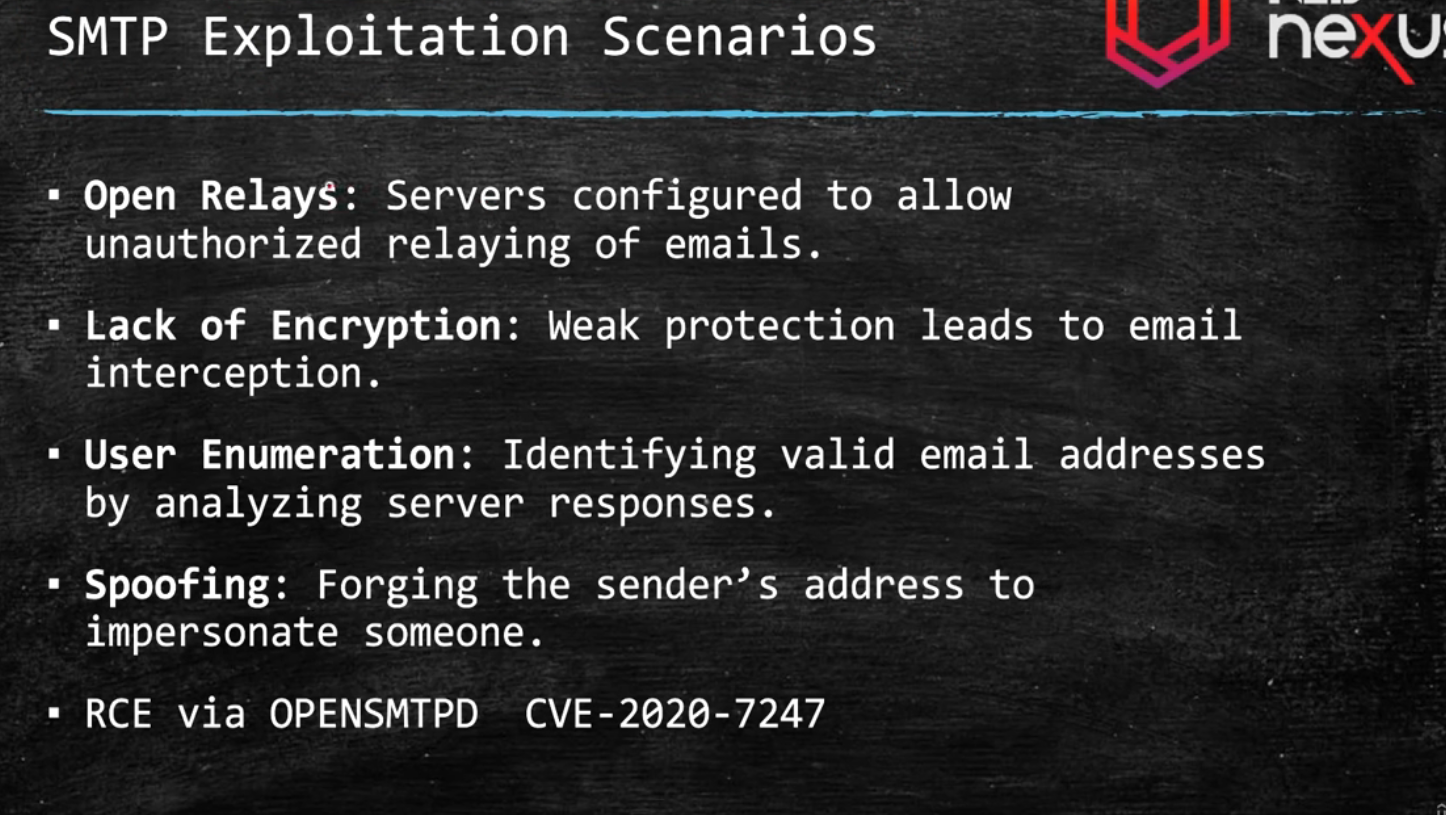 SMTP Exploitation Scenarios
nexus
▪ Open Relays: Servers configured to allow
unauthorized relaying of emails.
▪ Lack of Encryption: Weak protection leads to email
interception.
▪ User Enumeration: Identifying valid email addresses
by analyzing server responses.
▪ Spoofing: Forging the sender’s address to
impersonate someone.
▪ RCE via OPENSMTPD  CVE-2020-7247